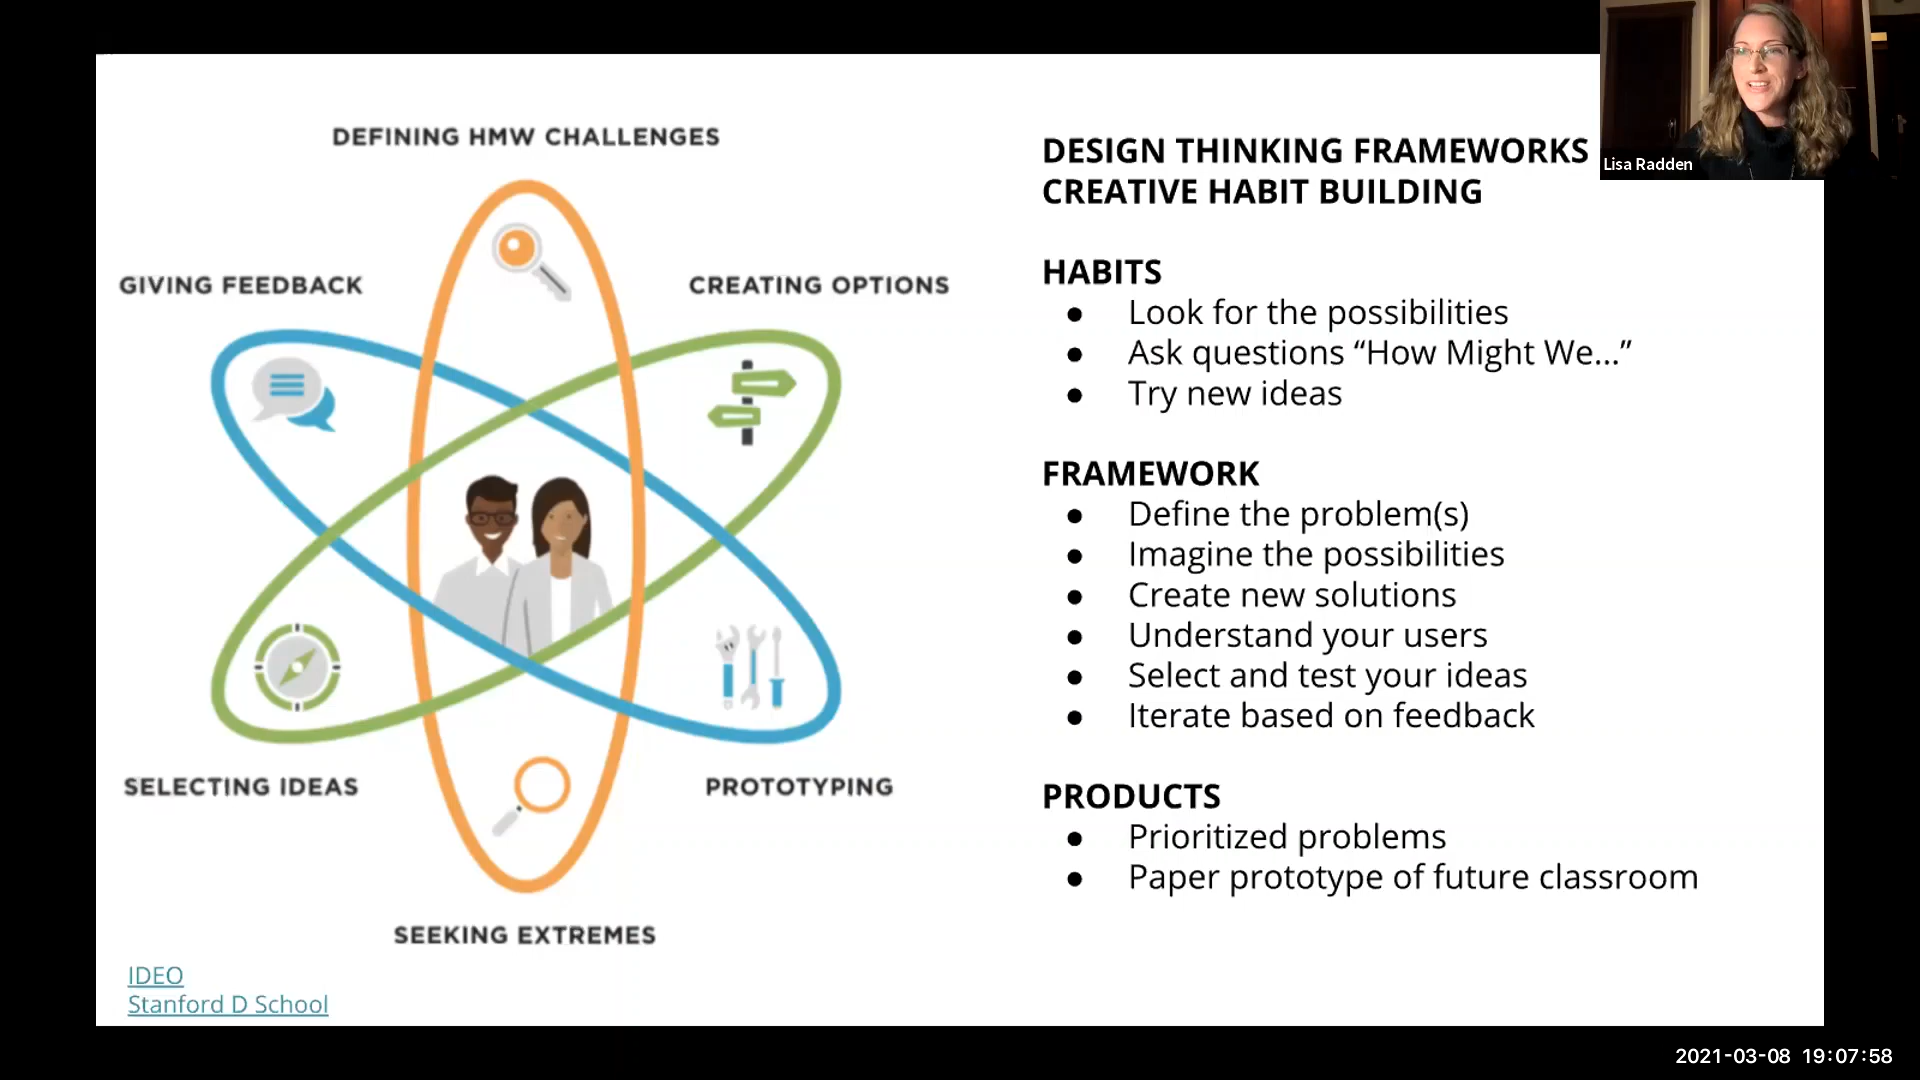 DEFINING HMW CHALLENGES
GIVING FEEDBACK
CREATING OPTIONS
SELECTING IDEAS
PROTOTYPING
SEEKING EXTREMES
IDEO
Stanford D School
DESIGN THINKING FRAMEWORKS
CREATIVE HABIT BUILDING
HABITS
● Look for the possibilities
● Ask questions “How Might We...”
● Try new ideas
FRAMEWORK
● Define the problem(s)
● Imagine the possibilities
● Create new solutions
● Understand your users
● Select and test your ideas
● Iterate based on feedback
PRODUCTS
● Prioritized problems
● Paper prototype of future classroom
Lisa Radden
2021-03-08 19:07:58